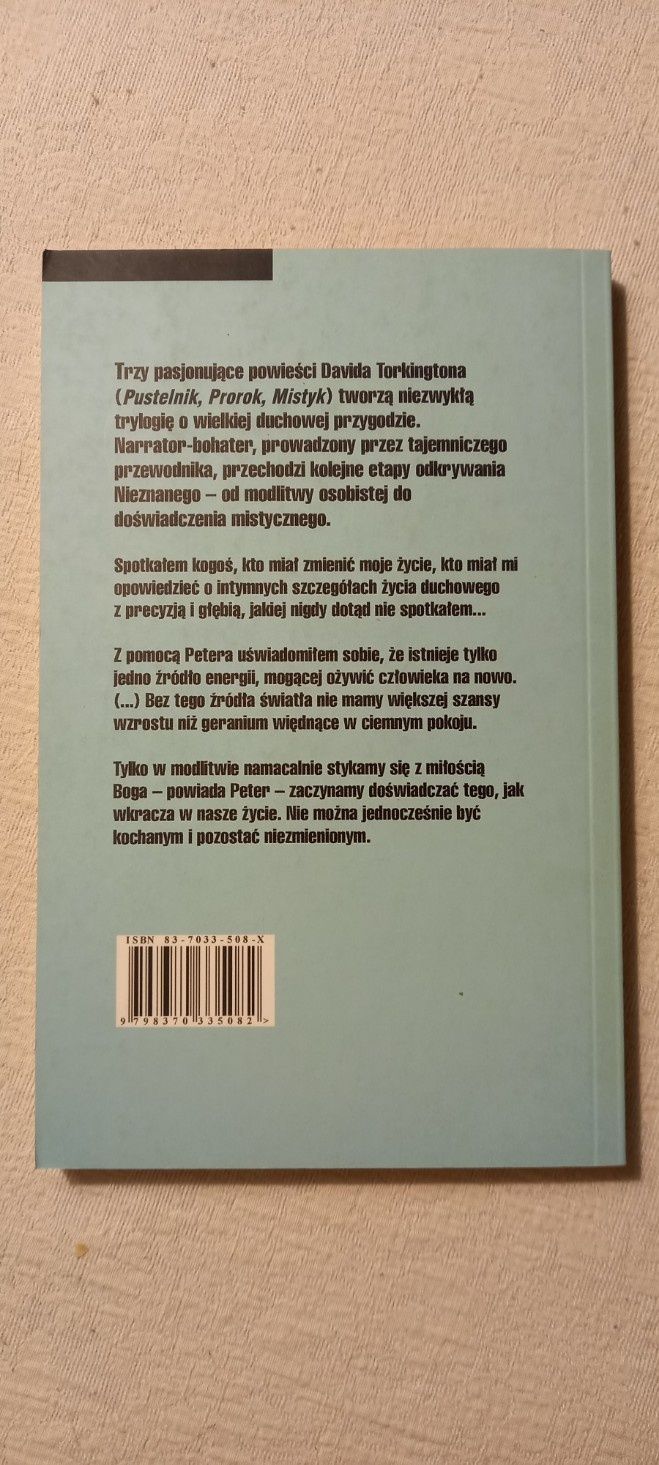 Trzy pasjonujące powieści Davida Torkingtona
(Pustelnik, Prorok, Mistyk) tworzą niezwykłą
trylogię o wielkiej duchowej przygodzie.
Narrator-bohater, prowadzony przez tajemniczego
przewodnika, przechodzi kolejne etapy odkrywania
Nieznanego – od modlitwy osobistej do
doświadczenia mistycznego.
Spotkałem kogoś, kto miał zmienić moje życie, kto miał mi
opowiedzieć o intymnych szczegółach życia duchowego
z precyzją i głębią, jakiej nigdy dotąd nie spotkałem...
Z pomocą Petera uświadomiłem sobie, że istnieje tylko
jedno źródło energii, mogącej ożywić człowieka na nowo.
(...) Bez tego źródła światła nie mamy większej szansy
wzrostu niż geranium więdnące w ciemnym pokoju.
Tylko w modlitwie namacalnie stykamy się z miłością
Boga – powiada Peter – zaczynamy doświadczać tego, jak
wkracza w nasze życie. Nie można jednocześnie być
kochanym i pozostać niezmienionym.
ISBN 83-7033-508-X
9 798370 335082 >